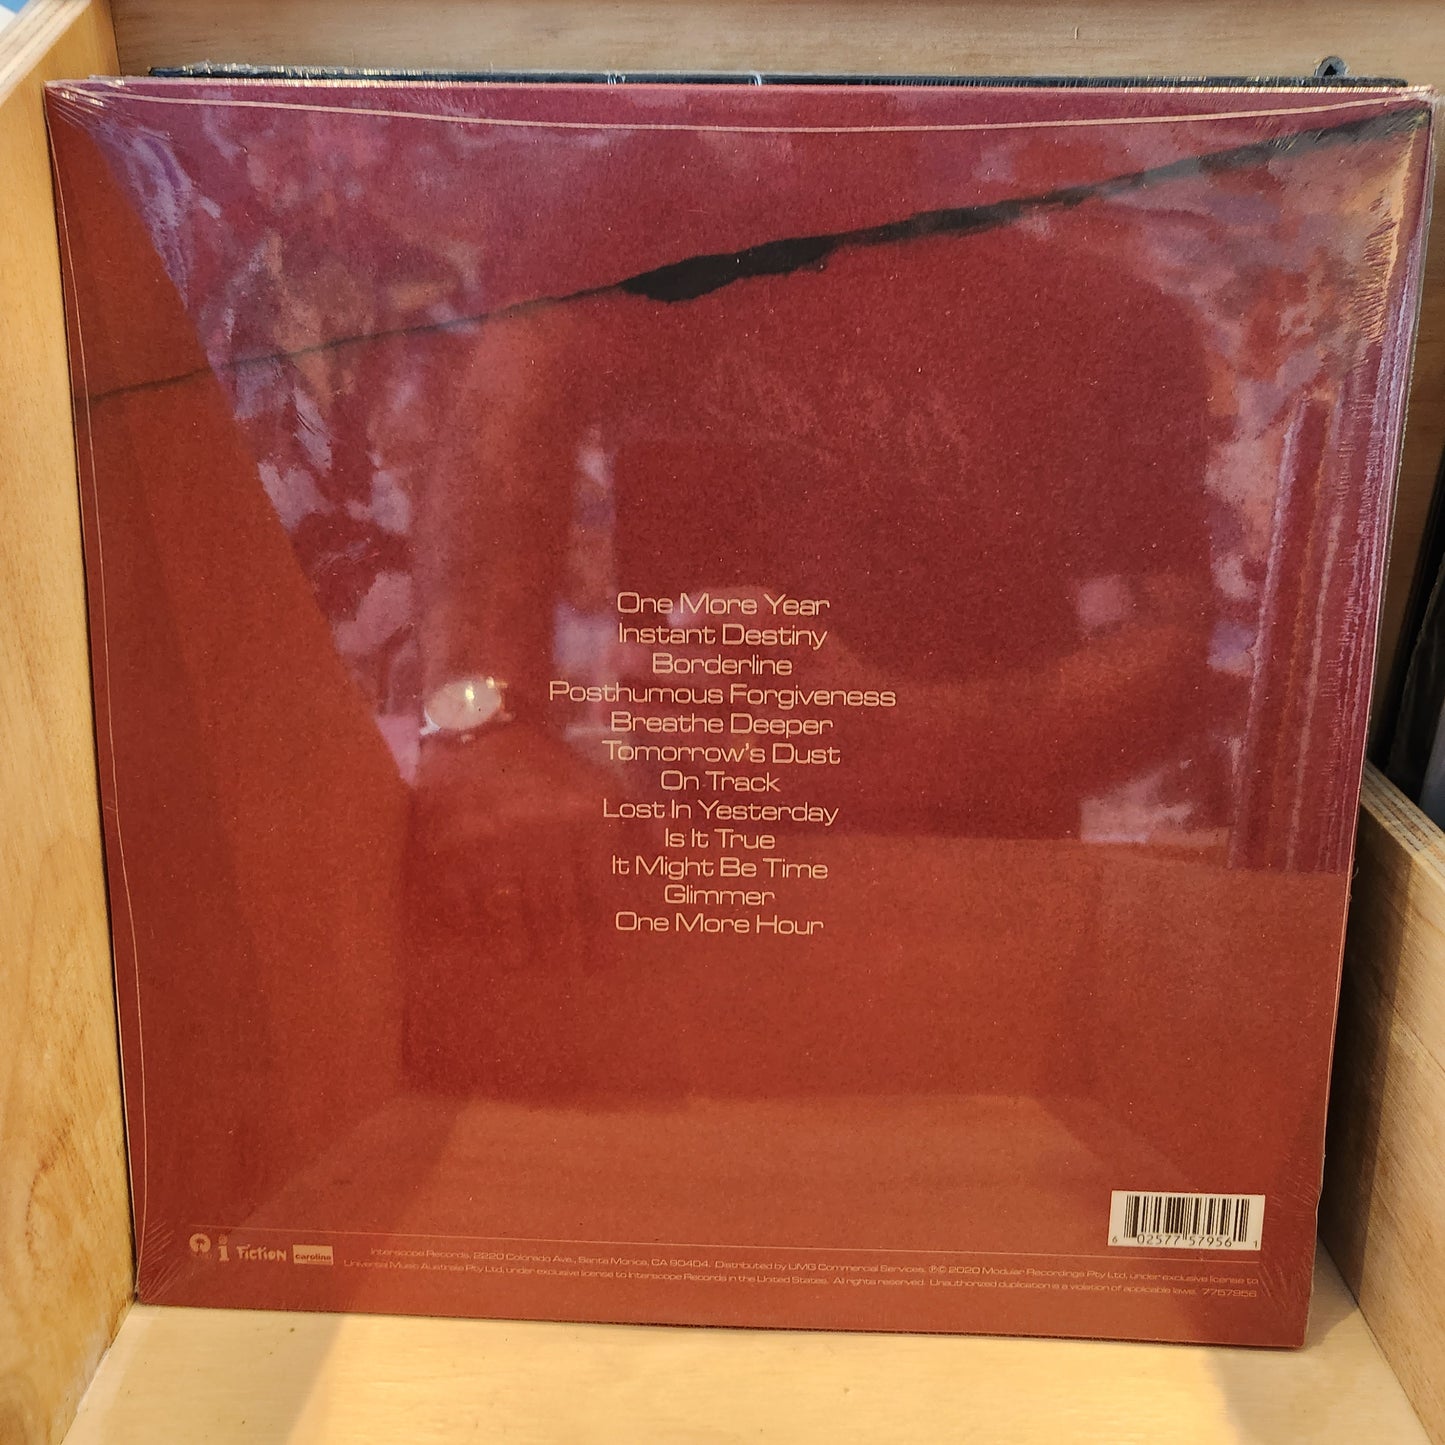 One More Year
Instant Destiny
Borderline
Posthumous Forgiveness
Breathe Deeper
Tomorrow's Dust
On Track
Lost In Yesterday
Is It True
It Might Be Time
Glimmer
One More Hour
6 02577 57956 1
i FicTiON caroline
Interscope Records, 2220 Colorado Ave., Santa Monica, CA 90404. Distributed by UMG Commercial Services. ℗© 2020 Modular Recordings Pty Ltd, under exclusive license to
Universal Music Australia Pty Ltd, under exclusive license to Interscope Records in the United States. All rights reserved. Unauthorized duplication is a violation of applicable laws. 7757956